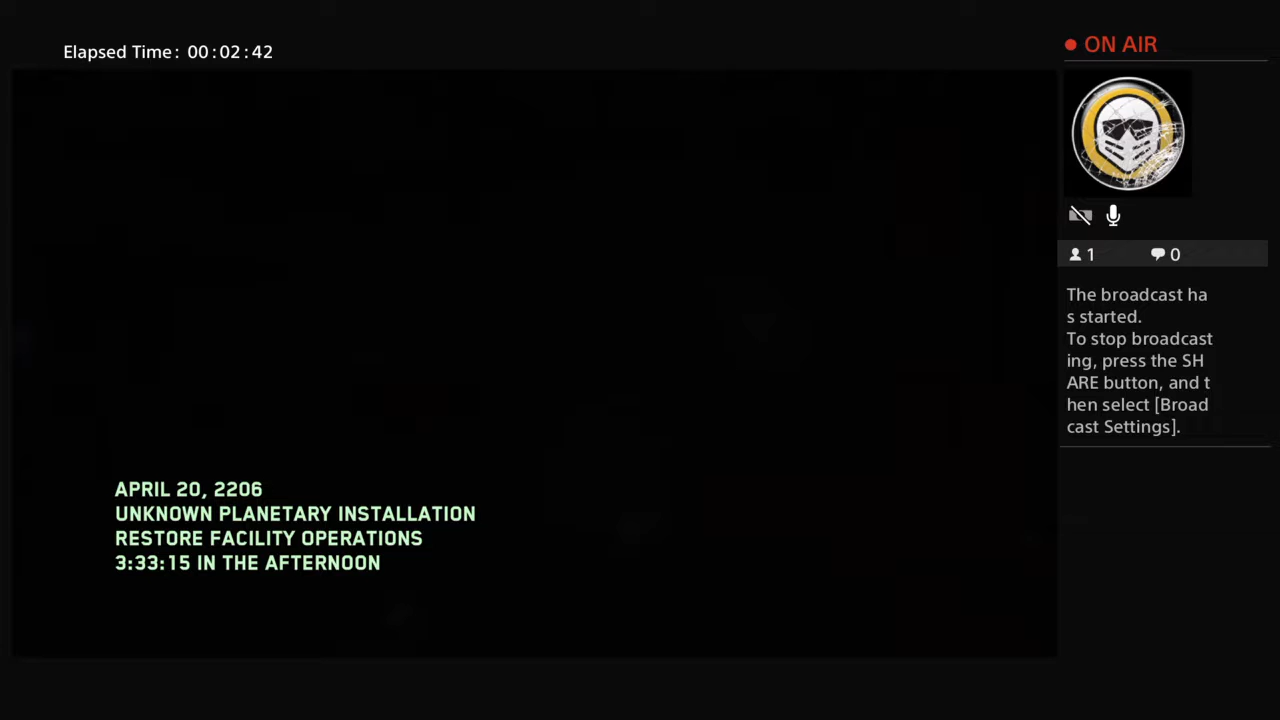 Elapsed Time: 00:02:42
ON AIR
1 0
The broadcast ha
s started.
To stop broadcast
ing, press the SH
ARE button, and t
hen select [Broad
cast Settings].
APRIL 20, 2206
UNKNOWN PLANETARY INSTALLATION
RESTORE FACILITY OPERATIONS
3:33:15 IN THE AFTERNOON